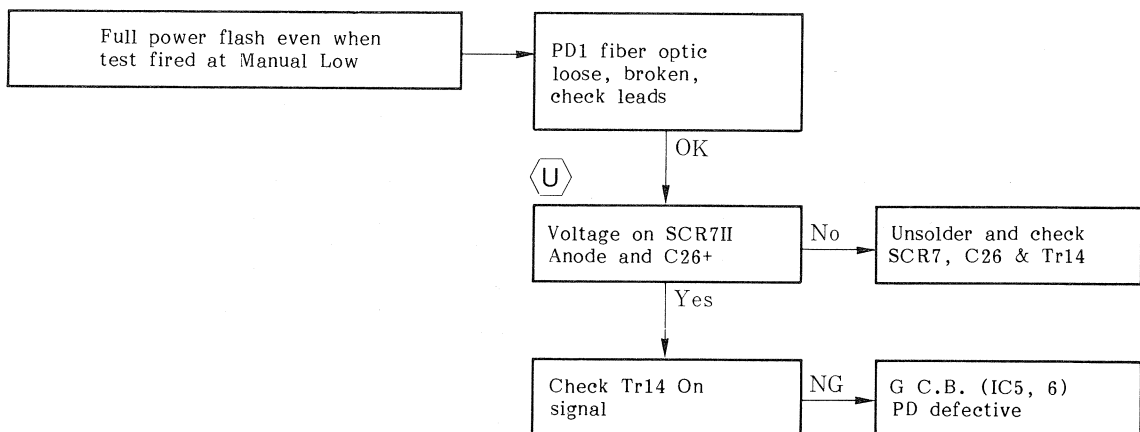 Full power flash even when
test fired at Manual Low
PD1 fiber optic
loose, broken,
check leads
OK
U
Voltage on SCR7II
Anode and C26+
No
Unsolder and check
SCR7, C26 & Tr14
Yes
Check Tr14 On
signal
NG
G C.B. (IC5, 6)
PD defective